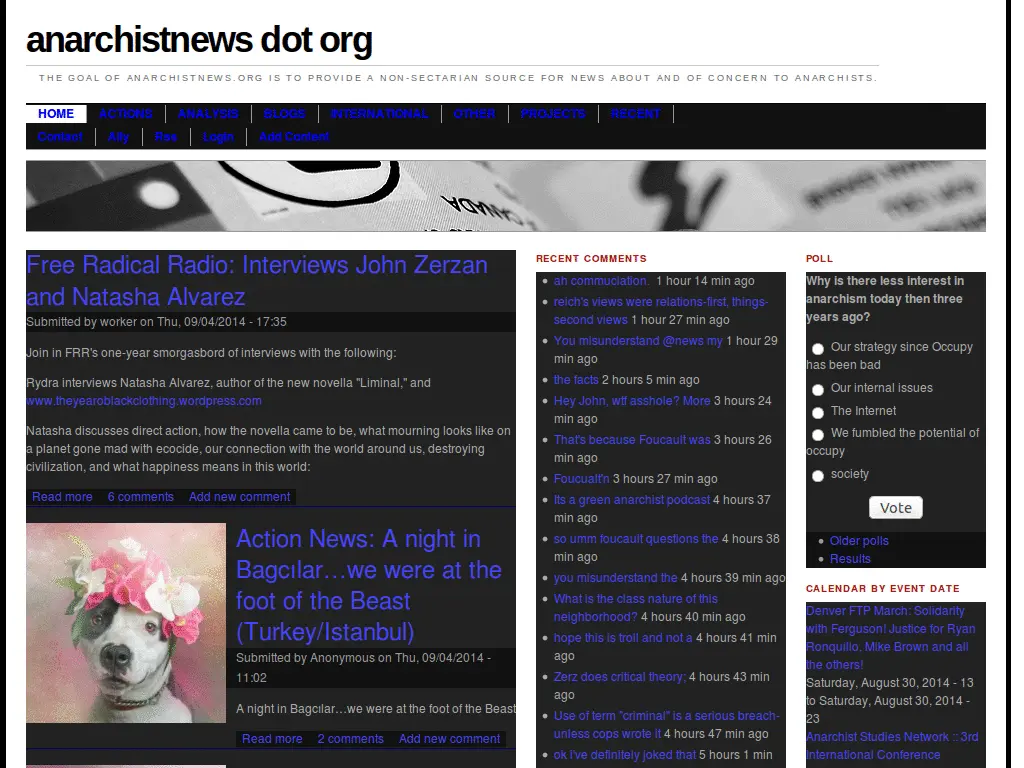 anarchistnews dot org
THE GOAL OF ANARCHISTNEWS.ORG IS TO PROVIDE A NON-SECTARIAN SOURCE FOR NEWS ABOUT AND OF CONCERN TO ANARCHISTS.
HOME ACTIONS ANALYSIS BLOGS INTERNATIONAL OTHER PROJECTS RECENT
Contact Ally Rss Login Add Content
CANADA
Free Radical Radio: Interviews John Zerzan
and Natasha Alvarez
Submitted by worker on Thu, 09/04/2014 - 17:35
Join in FRR's one-year smorgasbord of interviews with the following:
Rydra interviews Natasha Alvarez, author of the new novella "Liminal," and
www.theyearoblackclothing.wordpress.com
Natasha discusses direct action, how the novella came to be, what mourning looks like on
a planet gone mad with ecocide, our connection with the world around us, destroying
civilization, and what happiness means in this world:
Read more 6 comments Add new comment
Action News: A night in
Bagcılar…we were at the
foot of the Beast
(Turkey/Istanbul)
Submitted by Anonymous on Thu, 09/04/2014 -
11:02
A night in Bagcılar…we were at the foot of the Beast
Read more 2 comments Add new comment
RECENT COMMENTS
ah commuciation. 1 hour 14 min ago
reich's views were relations-first, things-
second views 1 hour 27 min ago
You misunderstand @news my 1 hour 29
min ago
the facts 2 hours 5 min ago
Hey John, wtf asshole? More 3 hours 24
min ago
That's because Foucault was 3 hours 26
min ago
Foucualt'n 3 hours 27 min ago
Its a green anarchist podcast 4 hours 37
min ago
so umm foucault questions the 4 hours 38
min ago
you misunderstand the 4 hours 39 min ago
What is the class nature of this
neighborhood? 4 hours 40 min ago
hope this is troll and not a 4 hours 41 min
ago
Zerz does critical theory; 4 hours 43 min
ago
Use of term "criminal" is a serious breach-
unless cops wrote it 4 hours 47 min ago
ok i've definitely joked that 5 hours 1 min
POLL
Why is there less interest in
anarchism today then three
years ago?
Our strategy since Occupy
has been bad
Our internal issues
The Internet
We fumbled the potential of
occupy
society
Vote
Older polls
Results
CALENDAR BY EVENT DATE
Denver FTP March: Solidarity
with Ferguson! Justice for Ryan
Ronquillo, Mike Brown and all
the others!
Saturday, August 30, 2014 - 13
to Saturday, August 30, 2014 -
23
Anarchist Studies Network :: 3rd
International Conference